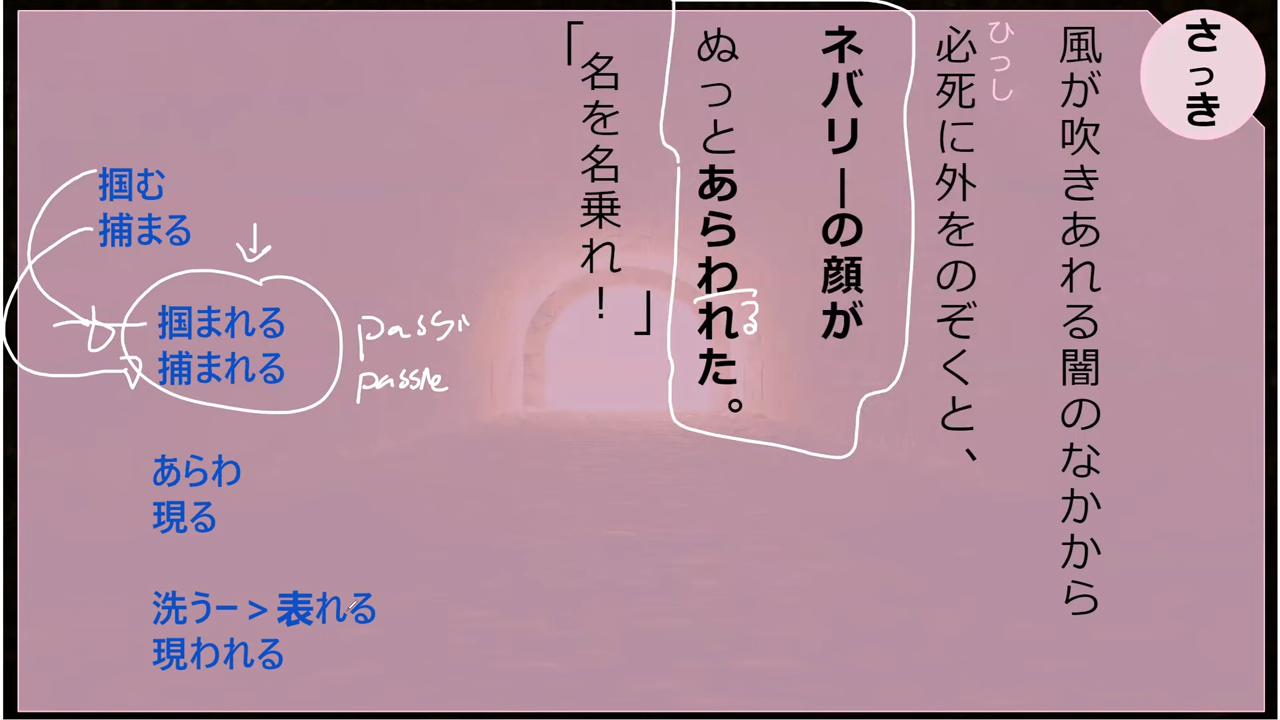 さっき
風が吹きあれる闇のなかから
ひっし
必死に外をのぞくと、
ネバリーの顔が
ぬっとあらわれた。
る
「名を名乗れ！」
掴む
捕まる
掴まれる
捕まれる
passi
passie
あらわ
現る
洗うー>表れる
現われる